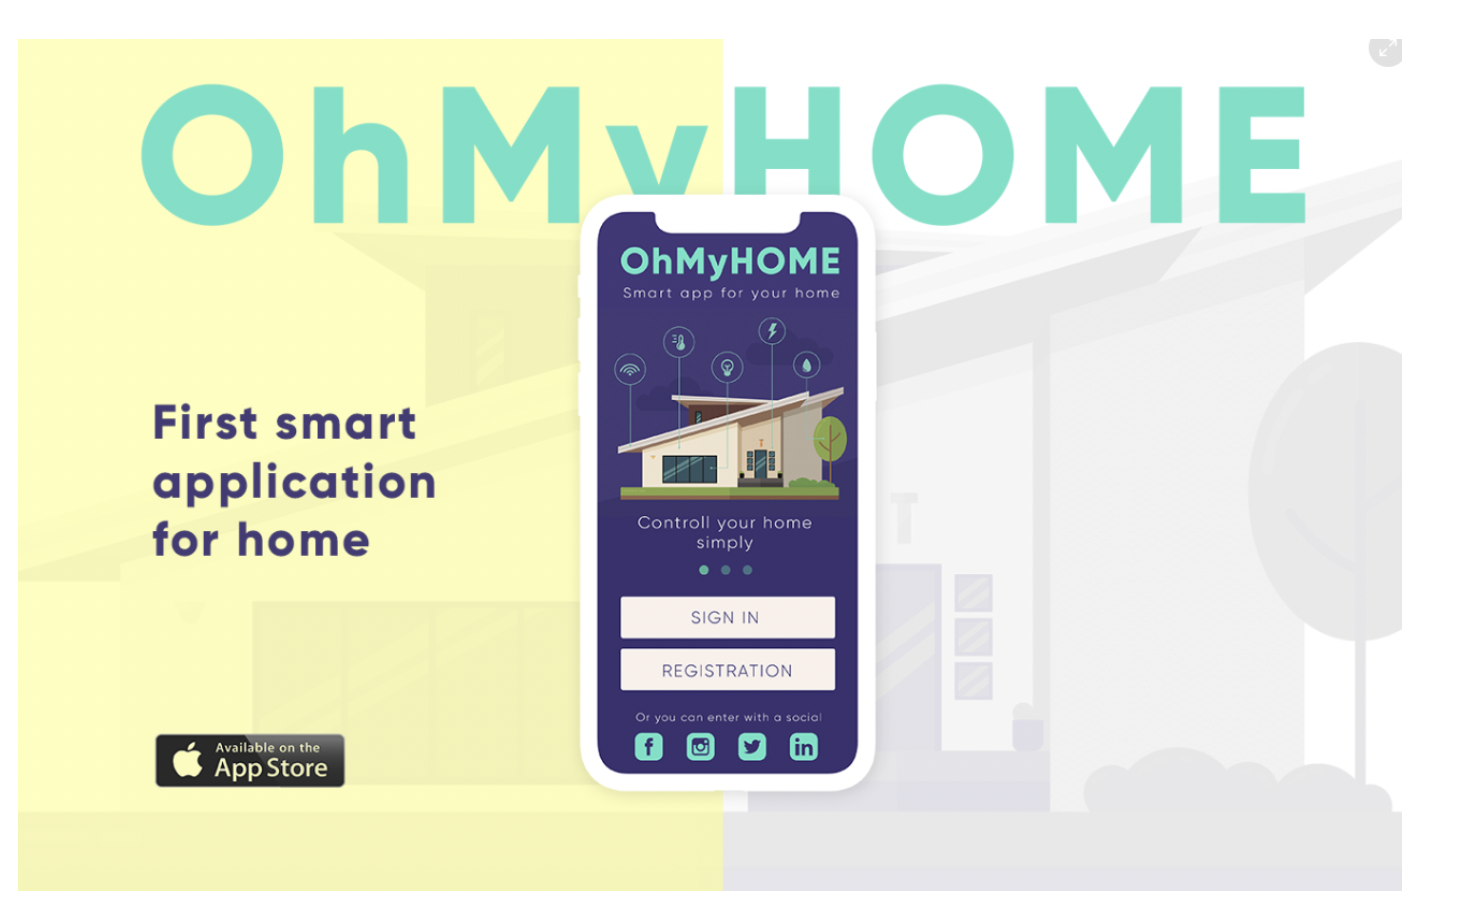 OhMyHOME
OhMyHOME
Smart app for your home
First smart
application
for home
Controll your home
simply
SIGN IN
REGISTRATION
Or you can enter with a social
f
in
Available on the
App Store
T
T